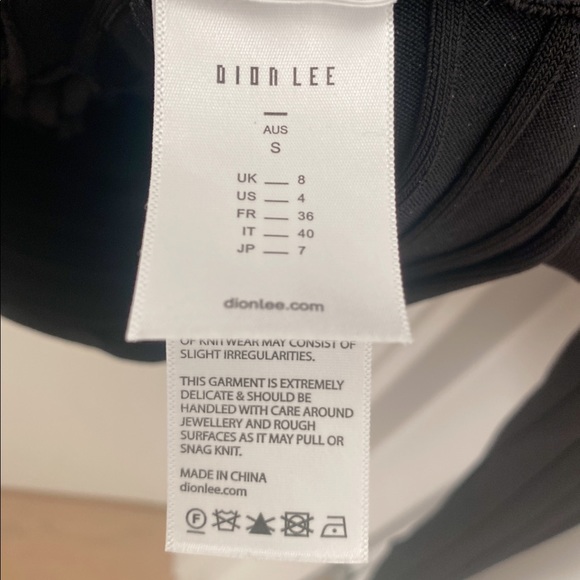 DION LEE
AUS
S
UK — 8
US — 4
FR — 36
IT — 40
JP — 7
dionlee.com
OF KNITWEAR MAY CONSIST OF
SLIGHT IRREGULARITIES.
THIS GARMENT IS EXTREMELY
DELICATE & SHOULD BE
HANDLED WITH CARE AROUND
JEWELLERY AND ROUGH
SURFACES AS IT MAY PULL OR
SNAG KNIT.
MADE IN CHINA
dionlee.com
F